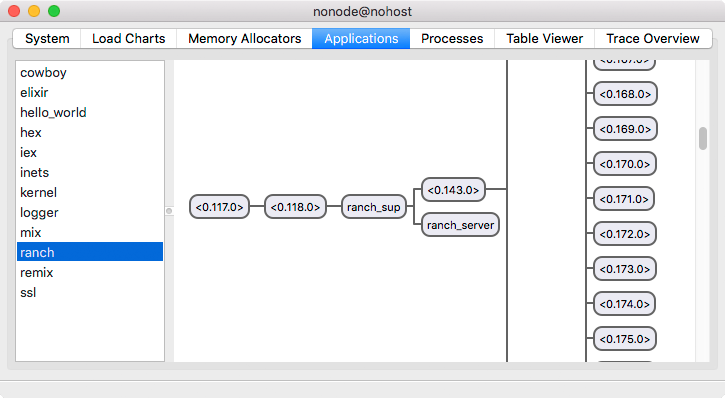 nonode@nohost
System Load Charts Memory Allocators Applications Processes Table Viewer Trace Overview
cowboy
elixir
hello_world
hex
iex
inets
kernel
logger
mix
ranch
remix
ssl
<0.117.0>
<0.118.0>
ranch_sup
<0.143.0>
ranch_server
<0.167.0>
<0.168.0>
<0.169.0>
<0.170.0>
<0.171.0>
<0.172.0>
<0.173.0>
<0.174.0>
<0.175.0>